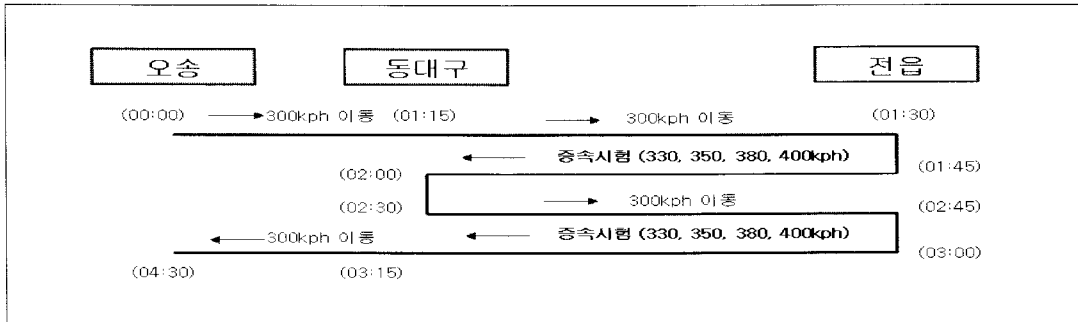 오송 동대구 전읍
(00:00) 300kph 이동 (01:15) 300kph 이동 (01:30)
증속시험 (330, 350, 380, 400kph)
(02:00) (01:45)
(02:30) 300kph 이동 (02:45)
300kph 이동 증속시험 (330, 350, 380, 400kph)
(03:00)
(04:30) (03:15)